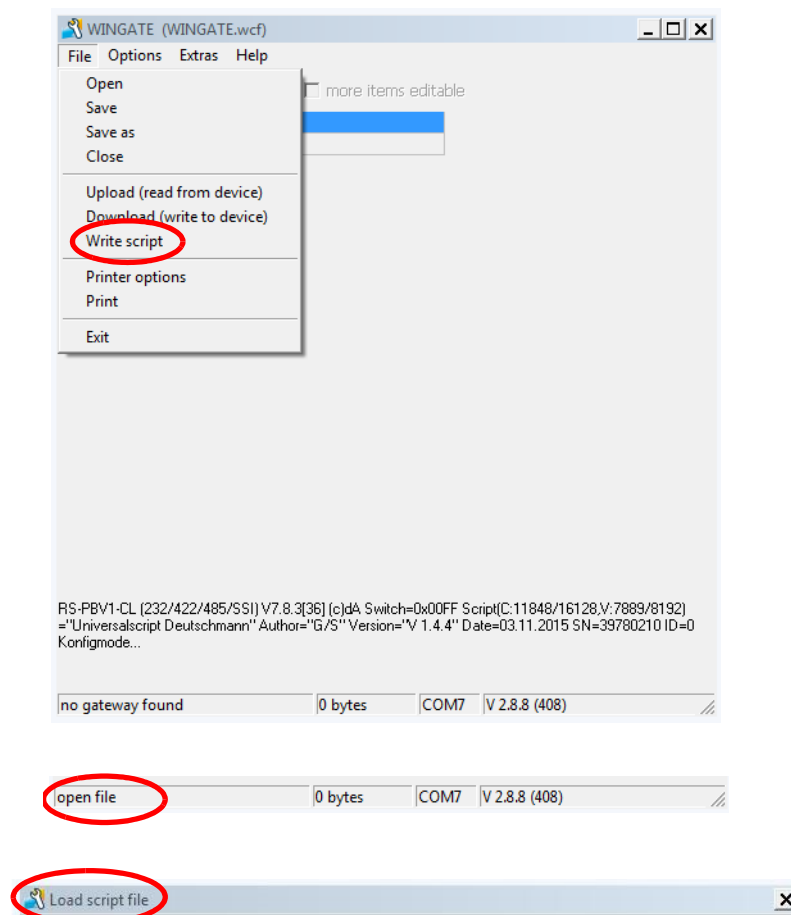 WINGATE (WINGATE.wcf)
File Options Extras Help
Open
more items editable
Save
Save as
Close
Upload (read from device)
Download (write to device)
Write script
Printer options
Print
Exit
RS-PBV1-CL (232/422/485/SSI) V7.8.3[36] (c)dA Switch=0x00FF Script(C:11848/16128,V:7889/8192)
="Universalscript Deutschmann" Author="G/S" Version="V 1.4.4" Date=03.11.2015 SN=39780210 ID=0
Konfigmode...
no gateway found 0 bytes COM7 V 2.8.8 (408)
open file 0 bytes COM7 V 2.8.8 (408)
Load script file